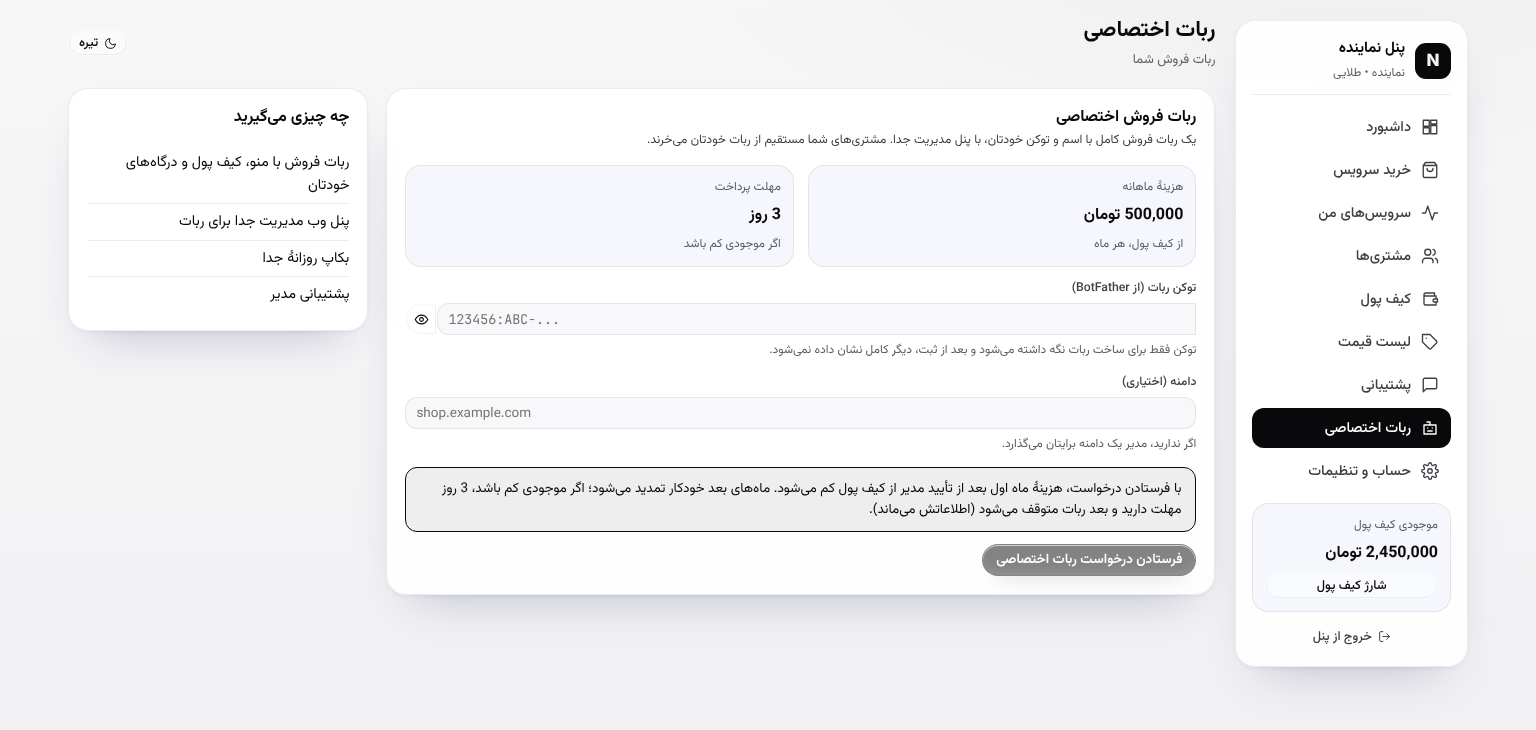 N
پنل نماینده
نماینده • طلایی
داشبورد
خرید سرویس
سرویس‌های من
مشتری‌ها
کیف پول
لیست قیمت
پشتیبانی
ربات اختصاصی
حساب و تنظیمات
موجودی کیف پول
2,450,000 تومان
شارژ کیف پول
خروج از پنل
ربات اختصاصی
ربات فروش شما
تیره
ربات فروش اختصاصی
یک ربات فروش کامل با اسم و توکن خودتان، با پنل مدیریت جدا. مشتری‌های شما مستقیم از ربات خودتان می‌خرند.
هزینهٔ ماهانه
500,000 تومان
از کیف پول، هر ماه
مهلت پرداخت
3 روز
اگر موجودی کم باشد
توکن ربات (از BotFather)
123456:ABC-...
توکن فقط برای ساخت ربات نگه داشته می‌شود و بعد از ثبت، دیگر کامل نشان داده نمی‌شود.
دامنه (اختیاری)
shop.example.com
اگر ندارید، مدیر یک دامنه برایتان می‌گذارد.
با فرستادن درخواست، هزینهٔ ماه اول بعد از تأیید مدیر از کیف پول کم می‌شود. ماه‌های بعد خودکار تمدید می‌شود؛ اگر موجودی کم باشد، 3 روز
مهلت دارید و بعد ربات متوقف می‌شود (اطلاعاتش می‌ماند).
فرستادن درخواست ربات اختصاصی
چه چیزی می‌گیرید
ربات فروش با منو، کیف پول و درگاه‌های
خودتان
پنل وب مدیریت جدا برای ربات
بکاپ روزانهٔ جدا
پشتیبانی مدیر